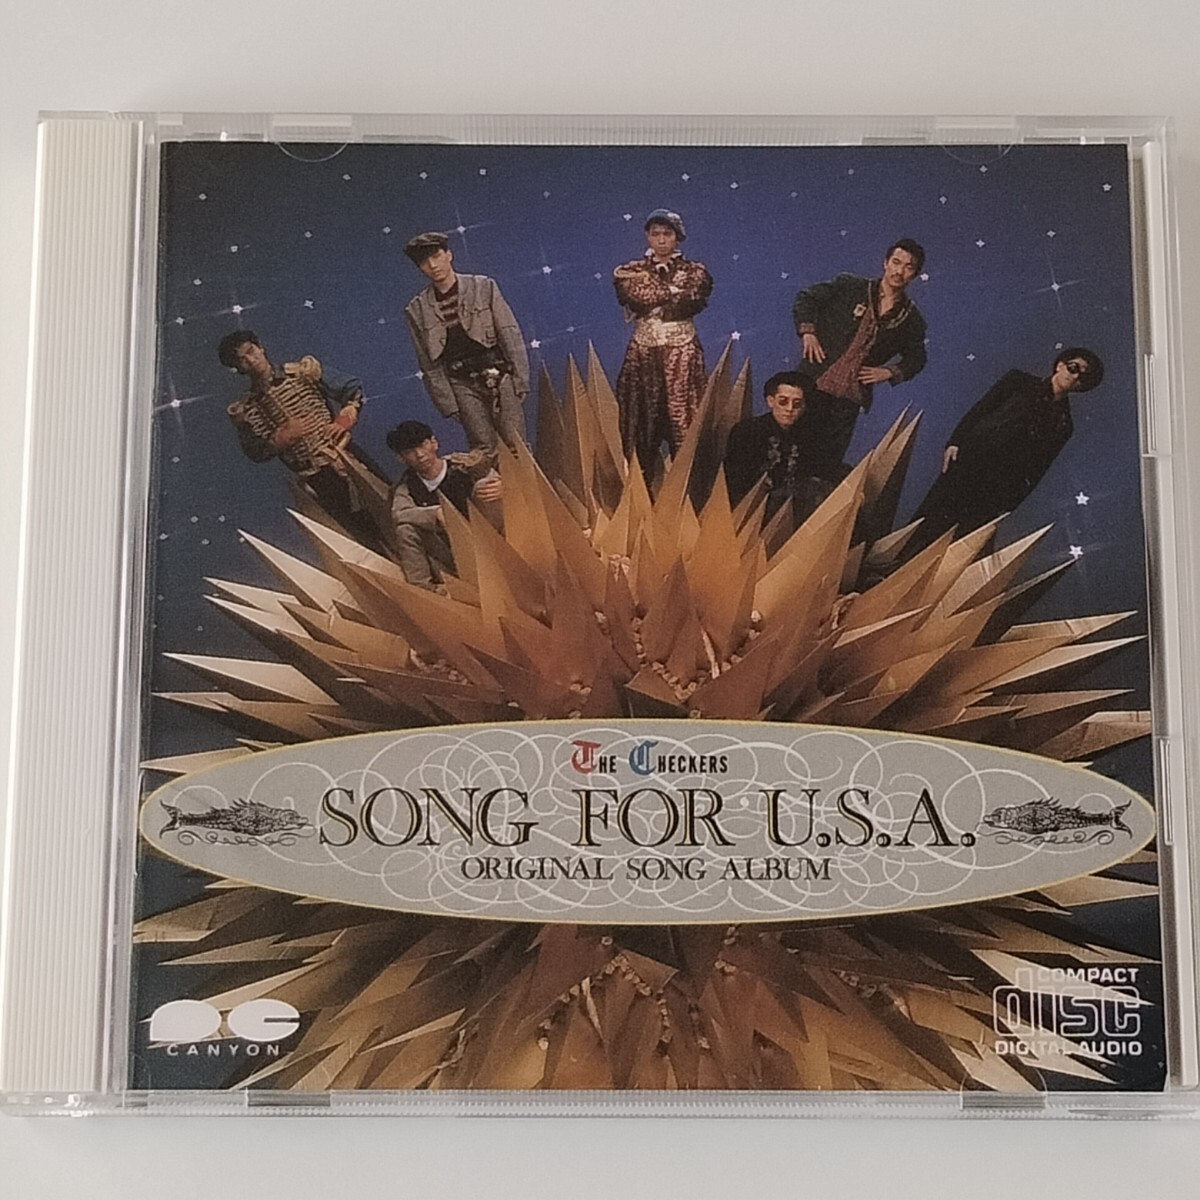 THE CHECKERS
SONG FOR U.S.A.
ORIGINAL SONG ALBUM
CANYON
COMPACT
disc
DIGITAL AUDIO